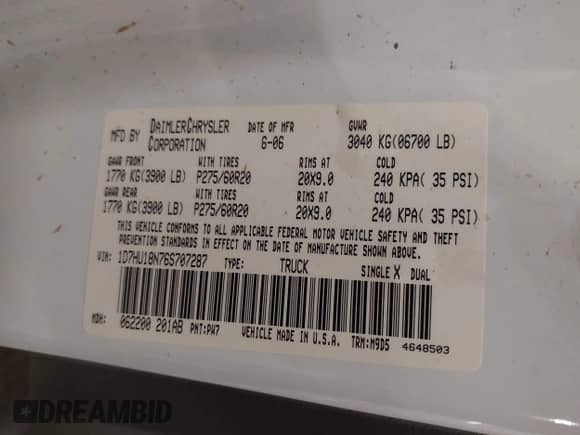 MFD BY DAIMLERCHRYSLER CORPORATION DATE OF MFR 6-06 GVWR 3040 KG(06700 LB)
GAWR FRONT WITH TIRES RIMS AT COLD
1770 KG(3900 LB) P275/60R20 20X9.0 240 KPA( 35 PSI)
GAWR REAR WITH TIRES RIMS AT COLD
1770 KG(3900 LB) P275/60R20 20X9.0 240 KPA( 35 PSI)
THIS VEHICLE CONFORMS TO ALL APPLICABLE FEDERAL MOTOR VEHICLE SAFETY AND THEFT
PREVENTION STANDARDS IN EFFECT ON THE DATE OF MANUFACTURE SHOWN ABOVE.
VIN: 1D7HU18N76S707287 TYPE: TRUCK SINGLE X DUAL
MDH: 062200 201AB PNT:PW7 VEHICLE MADE IN U.S.A. TRM:M9D5 4648503
DREAMBID